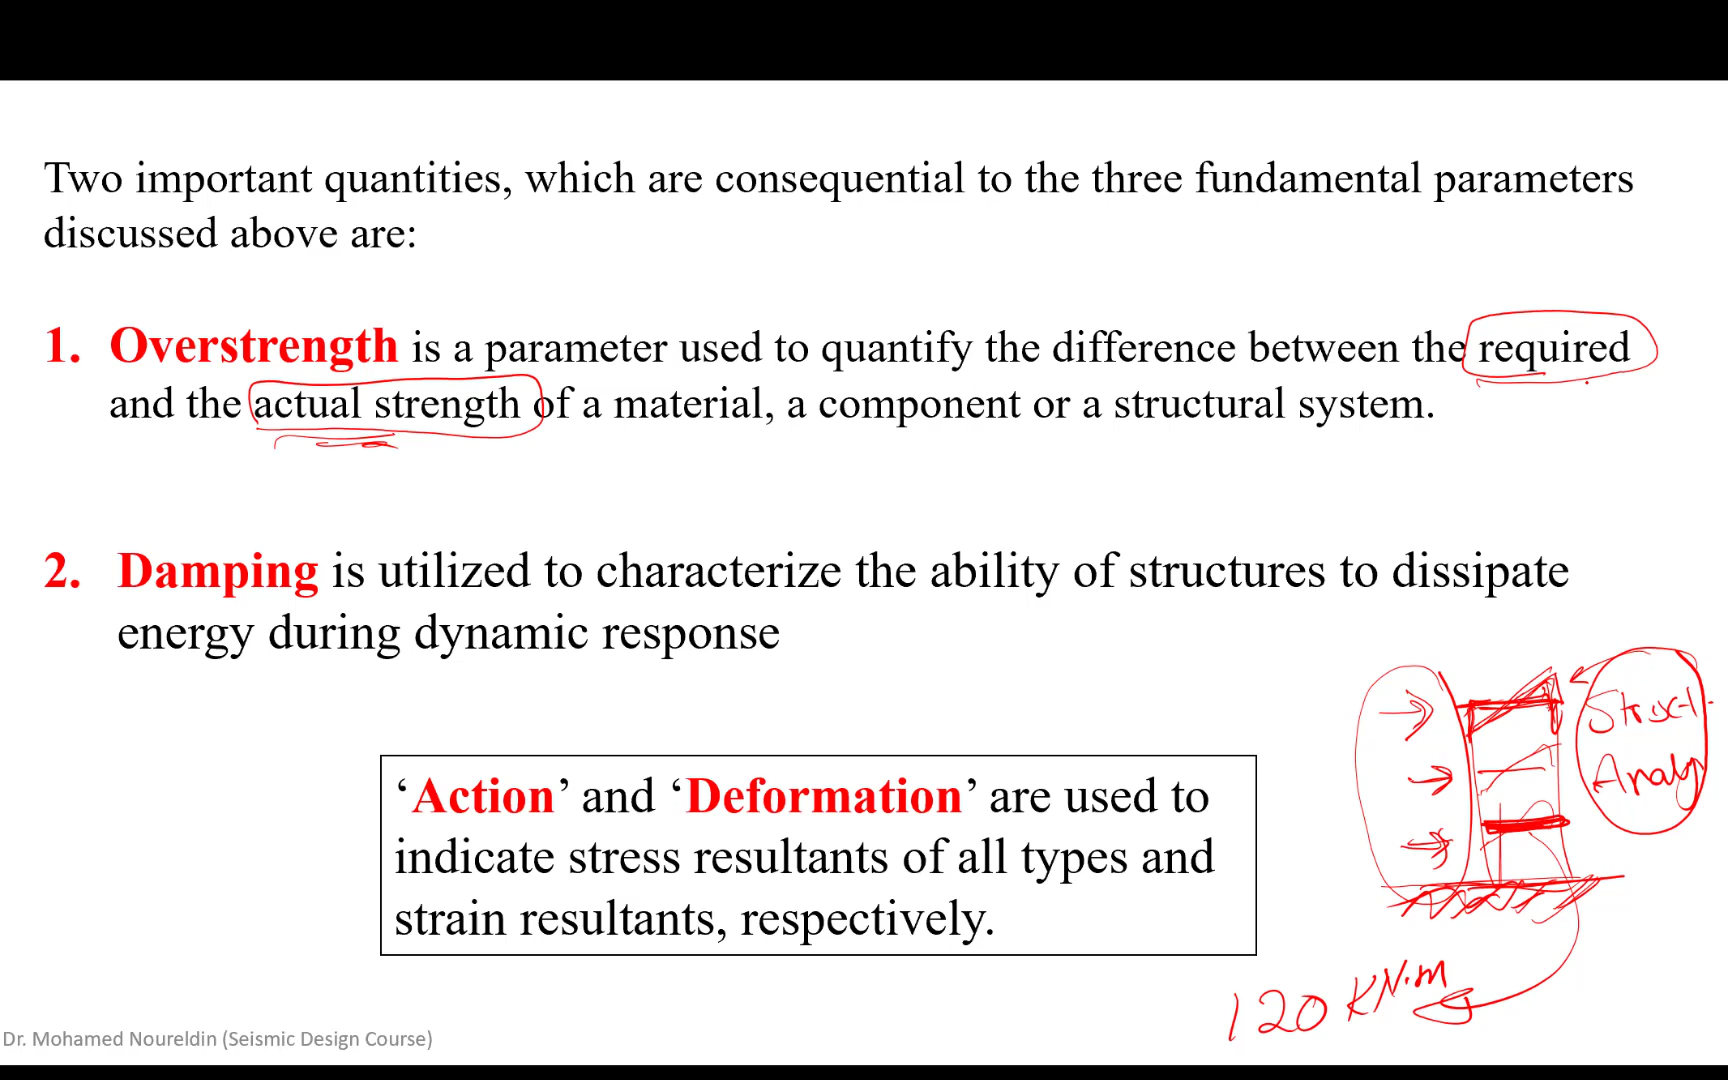 Two important quantities, which are consequential to the three fundamental parameters
discussed above are:
1. Overstrength is a parameter used to quantify the difference between the required
and the actual strength of a material, a component or a structural system.
2. Damping is utilized to characterize the ability of structures to dissipate
energy during dynamic response
Struct.
Analy
‘Action’ and ‘Deformation’ are used to
indicate stress resultants of all types and
strain resultants, respectively.
120 KN.m
Dr. Mohamed Noureldin (Seismic Design Course)